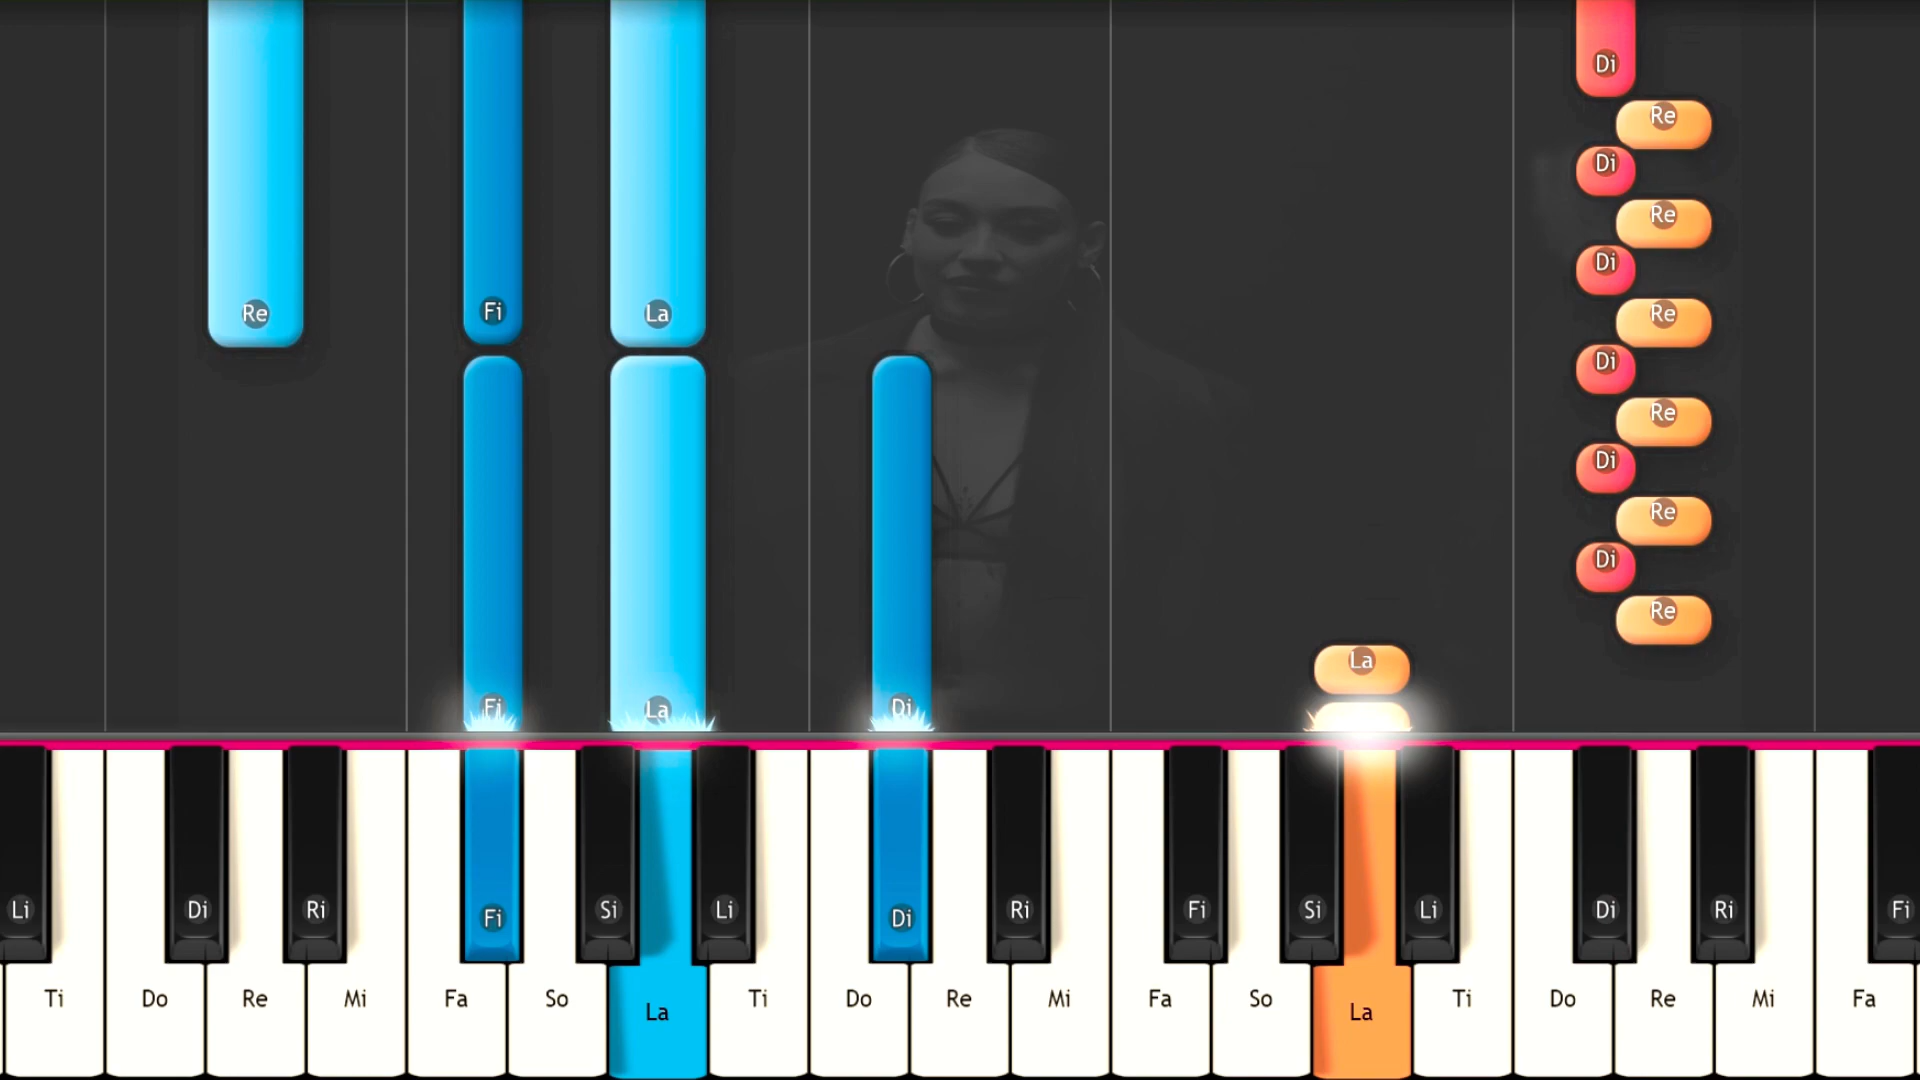 Di
Re
Di
Re
Di
Re Fi La Re
Di
Re
Di
Re
Di
Re
La
Fi La Di
Li Di Ri Fi Si Li Di Ri Fi Si Li Di Ri Fi
Ti Do Re Mi Fa So La Ti Do Re Mi Fa So La Ti Do Re Mi Fa